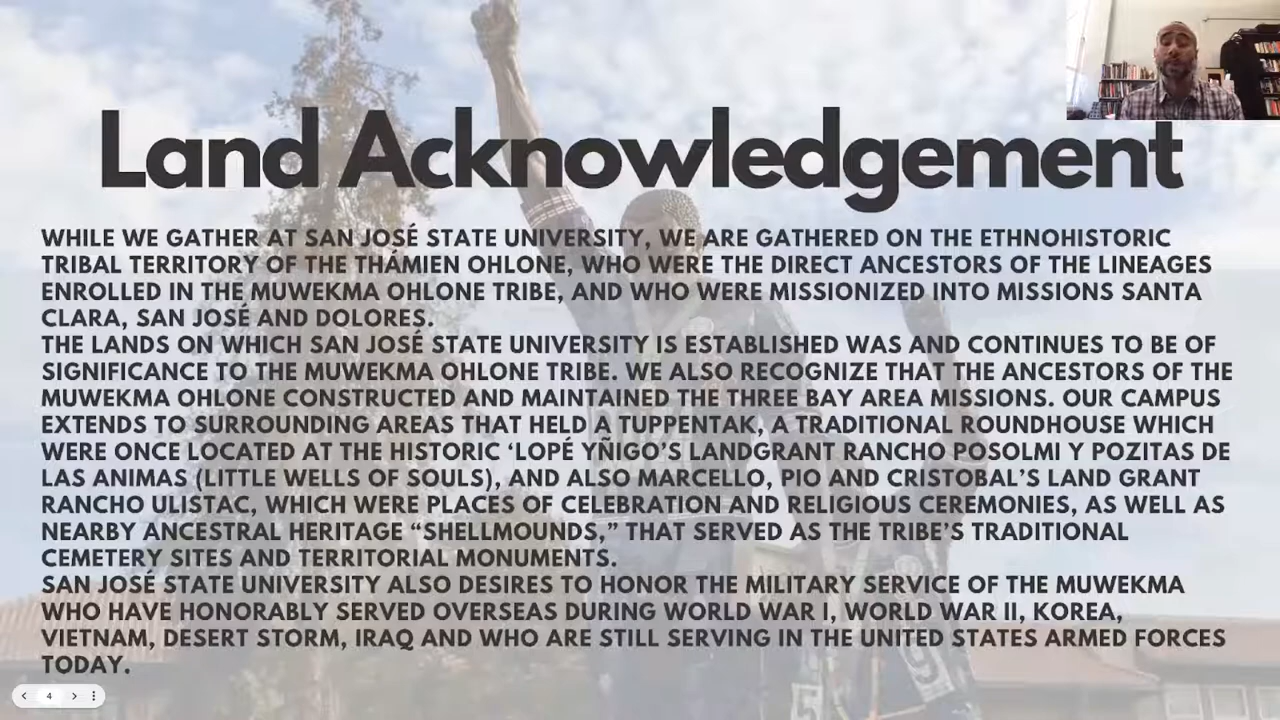 Land Acknowledgement
WHILE WE GATHER AT SAN JOSÉ STATE UNIVERSITY, WE ARE GATHERED ON THE ETHNOHISTORIC
TRIBAL TERRITORY OF THE THÁMIEN OHLONE, WHO WERE THE DIRECT ANCESTORS OF THE LINEAGES
ENROLLED IN THE MUWEKMA OHLONE TRIBE, AND WHO WERE MISSIONIZED INTO MISSIONS SANTA
CLARA, SAN JOSÉ AND DOLORES.
THE LANDS ON WHICH SAN JOSÉ STATE UNIVERSITY IS ESTABLISHED WAS AND CONTINUES TO BE OF
SIGNIFICANCE TO THE MUWEKMA OHLONE TRIBE. WE ALSO RECOGNIZE THAT THE ANCESTORS OF THE
MUWEKMA OHLONE CONSTRUCTED AND MAINTAINED THE THREE BAY AREA MISSIONS. OUR CAMPUS
EXTENDS TO SURROUNDING AREAS THAT HELD A TUPPENTAK, A TRADITIONAL ROUNDHOUSE WHICH
WERE ONCE LOCATED AT THE HISTORIC ‘LOPÉ YÑIGO’S LANDGRANT RANCHO POSOLMI Y POZITAS DE
LAS ANIMAS (LITTLE WELLS OF SOULS), AND ALSO MARCELLO, PIO AND CRISTOBAL’S LAND GRANT
RANCHO ULISTAC, WHICH WERE PLACES OF CELEBRATION AND RELIGIOUS CEREMONIES, AS WELL AS
NEARBY ANCESTRAL HERITAGE “SHELLMOUNDS,” THAT SERVED AS THE TRIBE’S TRADITIONAL
CEMETERY SITES AND TERRITORIAL MONUMENTS.
SAN JOSÉ STATE UNIVERSITY ALSO DESIRES TO HONOR THE MILITARY SERVICE OF THE MUWEKMA
WHO HAVE HONORABLY SERVED OVERSEAS DURING WORLD WAR I, WORLD WAR II, KOREA,
VIETNAM, DESERT STORM, IRAQ AND WHO ARE STILL SERVING IN THE UNITED STATES ARMED FORCES
TODAY.
4